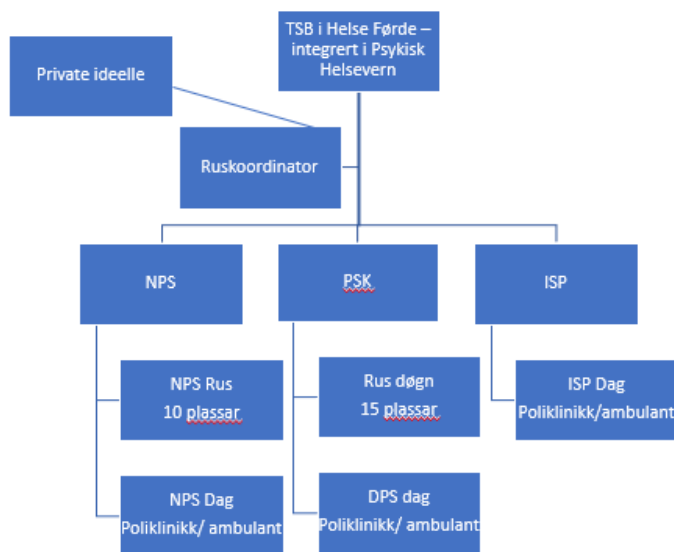 TSB i Helse Førde –
integrert i Psykisk
Helsevern
Private ideelle
Ruskoordinator
NPS
PSK
ISP
NPS Rus
10 plassar
Rus døgn
15 plassar
ISP Dag
Poliklinikk/ambulant
NPS Dag
Poliklinikk/ ambulant
DPS dag
Poliklinikk/ ambulant